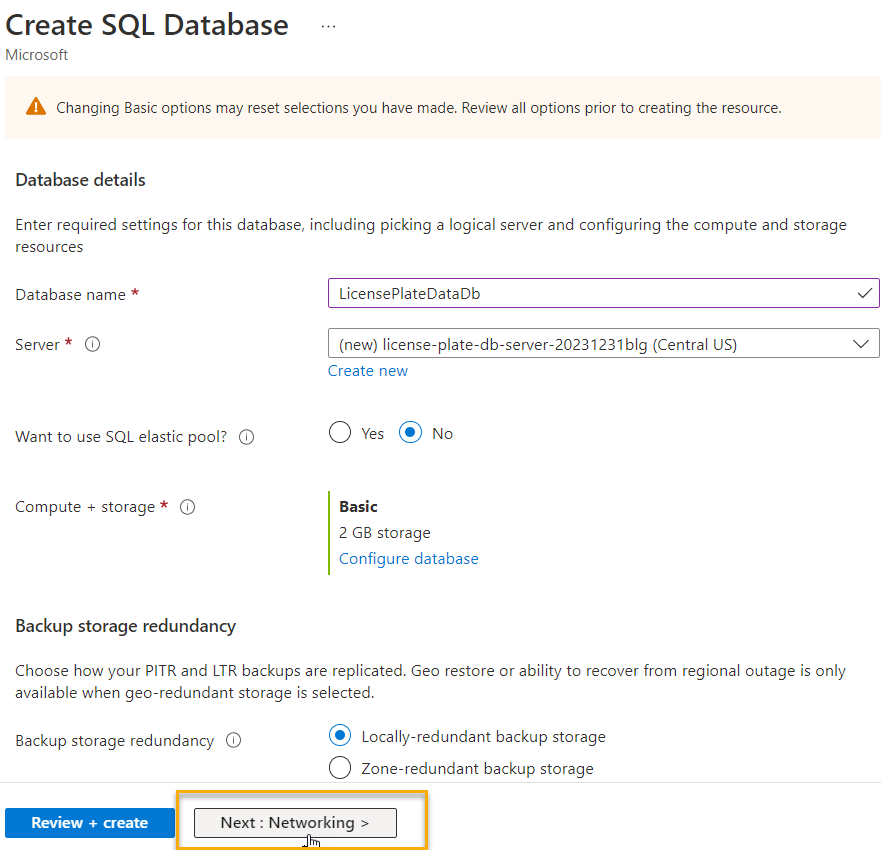 Create SQL Database ...
Microsoft
Changing Basic options may reset selections you have made. Review all options prior to creating the resource.
Database details
Enter required settings for this database, including picking a logical server and configuring the compute and storage
resources
Database name *
LicensePlateDataDb
Server *
(new) license-plate-db-server-20231231blg (Central US)
Create new
Want to use SQL elastic pool?
Yes No
Compute + storage *
Basic
2 GB storage
Configure database
Backup storage redundancy
Choose how your PITR and LTR backups are replicated. Geo restore or ability to recover from regional outage is only
available when geo-redundant storage is selected.
Backup storage redundancy
Locally-redundant backup storage
Zone-redundant backup storage
Review + create
Next : Networking >